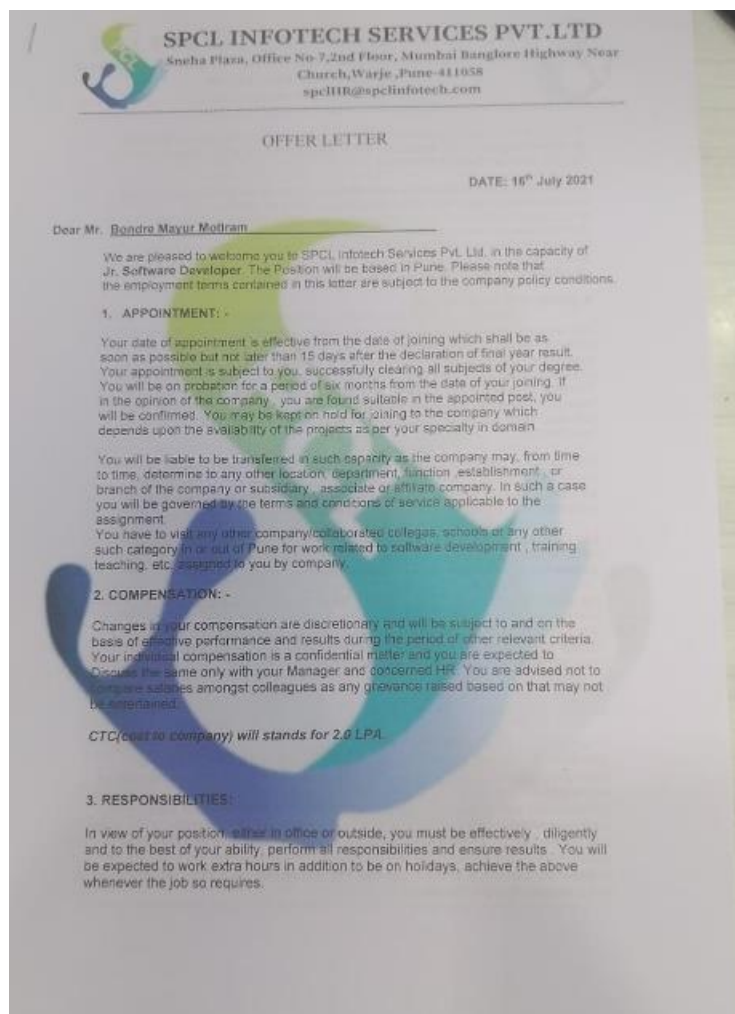 SPCL INFOTECH SERVICES PVT.LTD
Sneha Plaza, Office No-7,2nd Floor, Mumbai Banglore Highway Near
Church,Warje ,Pune-411058
spclHR@spclinfotech.com
OFFER LETTER
DATE: 16th July 2021
Dear Mr. Bondre Mayur Motiram
We are pleased to welcome you to SPCL Infotech Services Pvt. Ltd. in the capacity of
Jr. Software Developer. The Position will be based in Pune. Please note that
the employment terms contained in this letter are subject to the company policy conditions.
1. APPOINTMENT: -
Your date of appointment is effective from the date of joining which shall be as
soon as possible but not later than 15 days after the declaration of final year result.
Your appointment is subject to you, successfully clearing all subjects of your degree.
You will be on probation for a period of six months from the date of your joining. If
in the opinion of the company , you are found suitable in the appointed post, you
will be confirmed. You may be kept on hold for joining to the company which
depends upon the availability of the projects as per your specialty in domain
You will be liable to be transferred in such capacity as the company may, from time
to time, determine to any other location, department, function ,establishment , or
branch of the company or subsidiary , associate or affiliate company. In such a case
you will be governed by the terms and conditions of service applicable to the
assignment.
You have to visit any other company/collaborated colleges, schools or any other
such category in or out of Pune for work related to software development , training
teaching, etc, assigned to you by company.
2. COMPENSATION: -
Changes in your compensation are discretionary and will be subject to and on the
basis of effective performance and results during the period of other relevant criteria.
Your individual compensation is a confidential matter and you are expected to
Discuss the same only with your Manager and concerned HR. You are advised not to
compare salaries amongst colleagues as any grievance raised based on that may not
be entertained.
CTC(cost to company) will stands for 2.0 LPA.
3. RESPONSIBILITIES:
In view of your position, either in office or outside, you must be effectively , diligently
and to the best of your ability, perform all responsibilities and ensure results . You will
be expected to work extra hours in addition to be on holidays, achieve the above
whenever the job so requires.